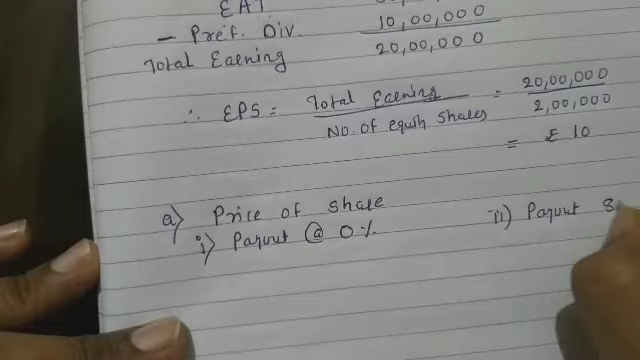 EAT
- Pref. Div. 10,00,000
Total Earning 20,00,000
∴ EPS = Total Earning / No. of equity shares = 20,00,000 / 2,00,000
= £ 10
a) Price of share
i) Payout @ 0% ii) Payout 8